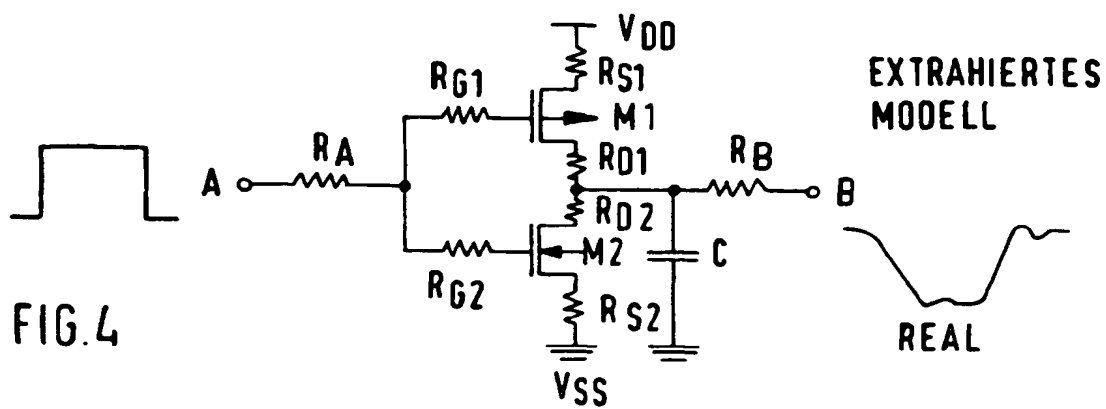 VDD
RS1
EXTRAHIERTES
MODELL
RG1
M1
RA
RD1
RB
A
B
RD2
M2
C
RG2
RS2
FIG.4
REAL
VSS